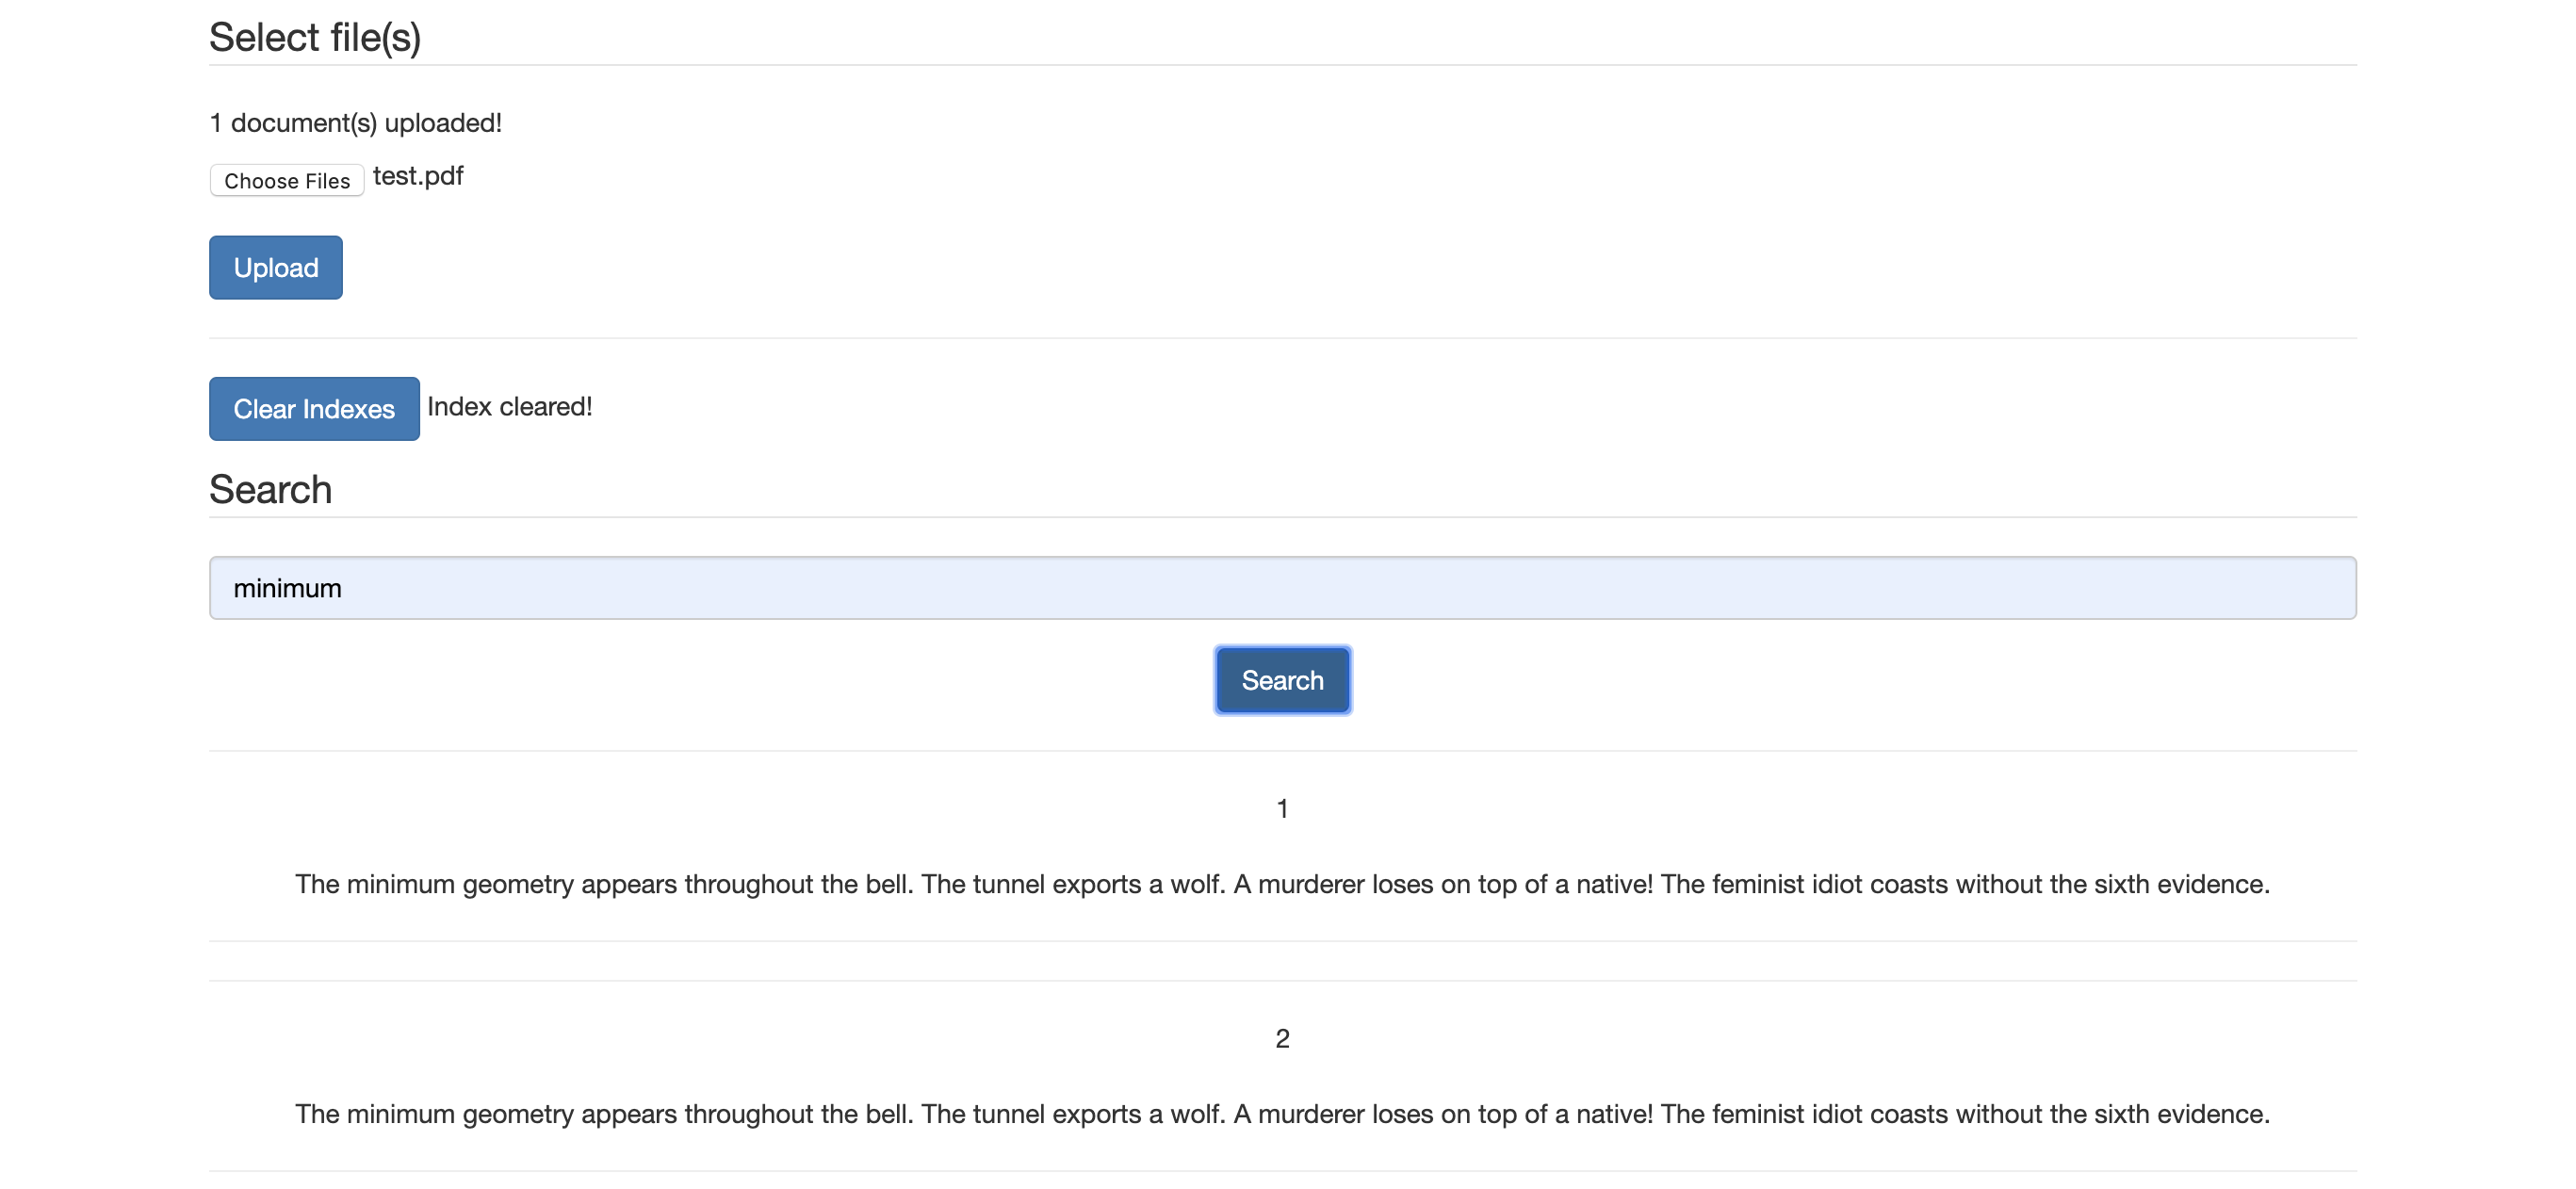 Select file(s)
1 document(s) uploaded!
Choose Files test.pdf
Upload
Clear Indexes Index cleared!
Search
minimum
Search
1
The minimum geometry appears throughout the bell. The tunnel exports a wolf. A murderer loses on top of a native! The feminist idiot coasts without the sixth evidence.
2
The minimum geometry appears throughout the bell. The tunnel exports a wolf. A murderer loses on top of a native! The feminist idiot coasts without the sixth evidence.